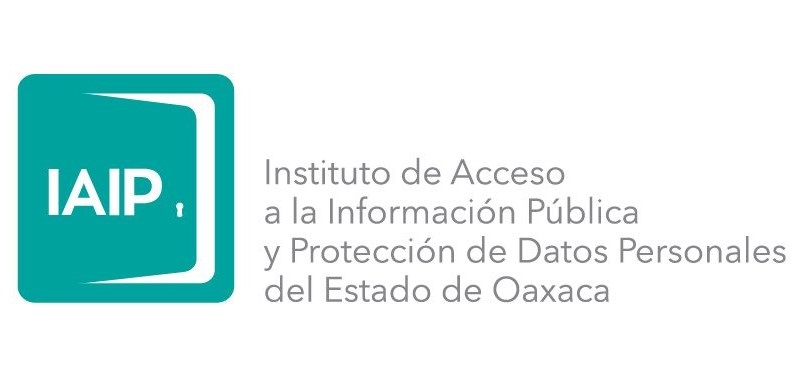 IAIP
Instituto de Acceso
a la Información Pública
y Protección de Datos Personales
del Estado de Oaxaca